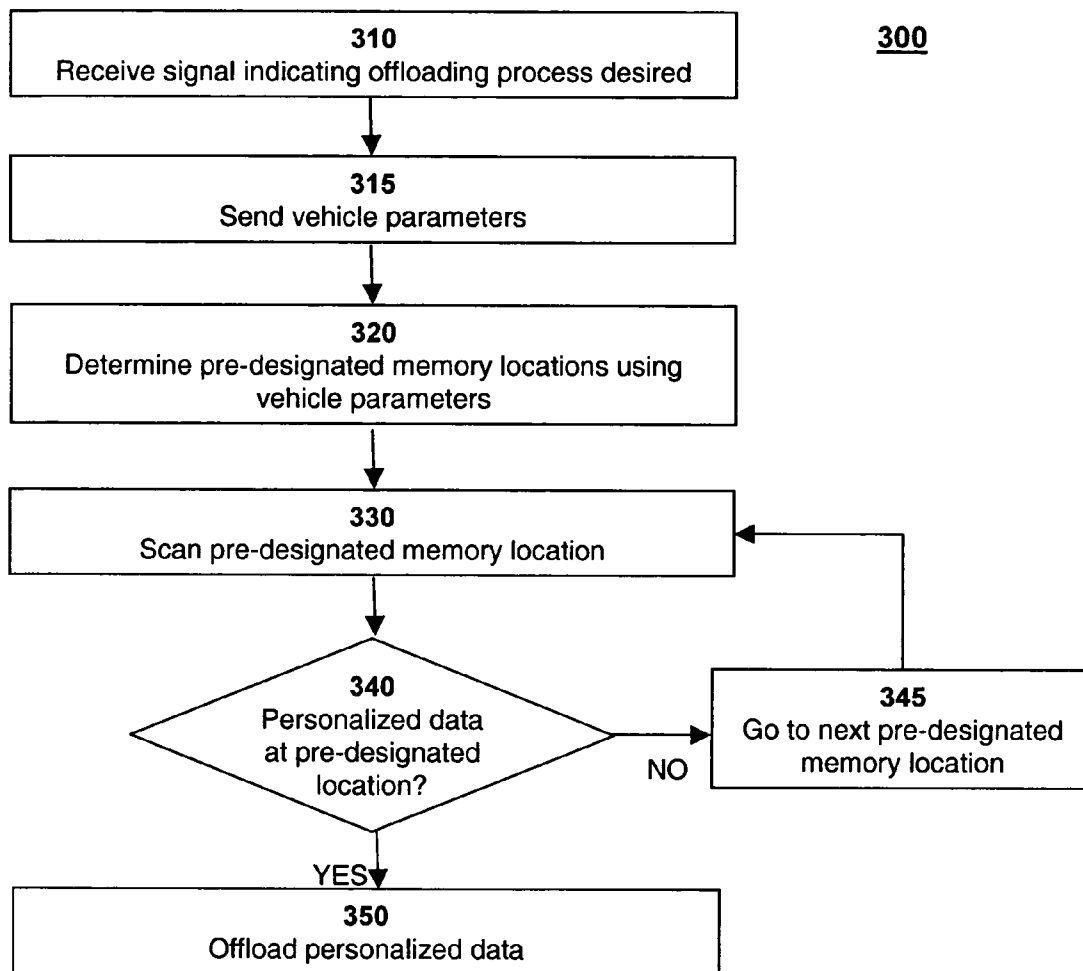 300
310
Receive signal indicating offloading process desired
315
Send vehicle parameters
320
Determine pre-designated memory locations using
vehicle parameters
330
Scan pre-designated memory location
340
Personalized data
at pre-designated
location?
NO
345
Go to next pre-designated
memory location
YES
350
Offload personalized data